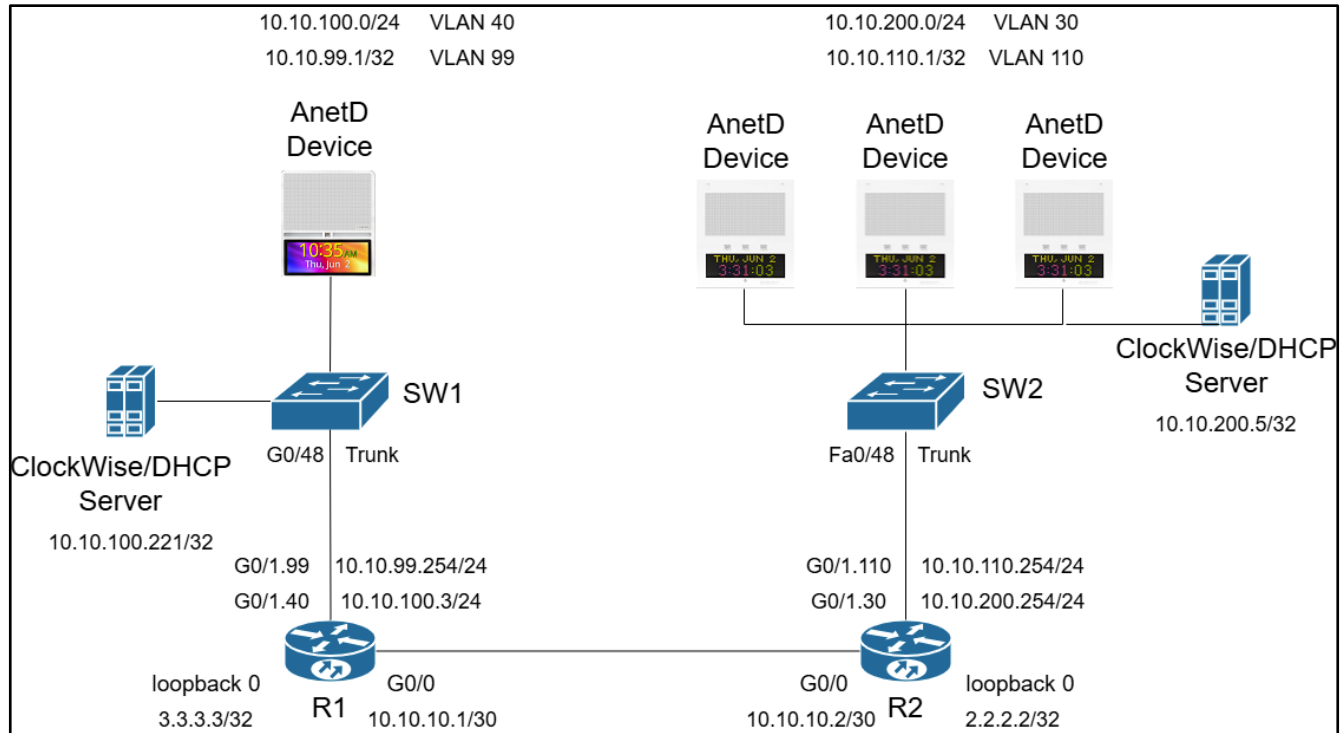 10.10.100.0/24 VLAN 40
10.10.99.1/32 VLAN 99
10.10.200.0/24 VLAN 30
10.10.110.1/32 VLAN 110
AnetD
Device
AnetD
Device
AnetD
Device
AnetD
Device
10:35AM
Thu, Jun 2
THU, JUN 2
3:31:03
THU, JUN 2
3:31:03
THU, JUN 2
3:31:03
ClockWise/DHCP
Server
10.10.200.5/32
SW1
SW2
G0/48 Trunk
Fa0/48 Trunk
ClockWise/DHCP
Server
10.10.100.221/32
G0/1.99 10.10.99.254/24
G0/1.40 10.10.100.3/24
G0/1.110 10.10.110.254/24
G0/1.30 10.10.200.254/24
loopback 0
3.3.3.3/32
R1
G0/0
10.10.10.1/30
G0/0
10.10.10.2/30
R2
loopback 0
2.2.2.2/32